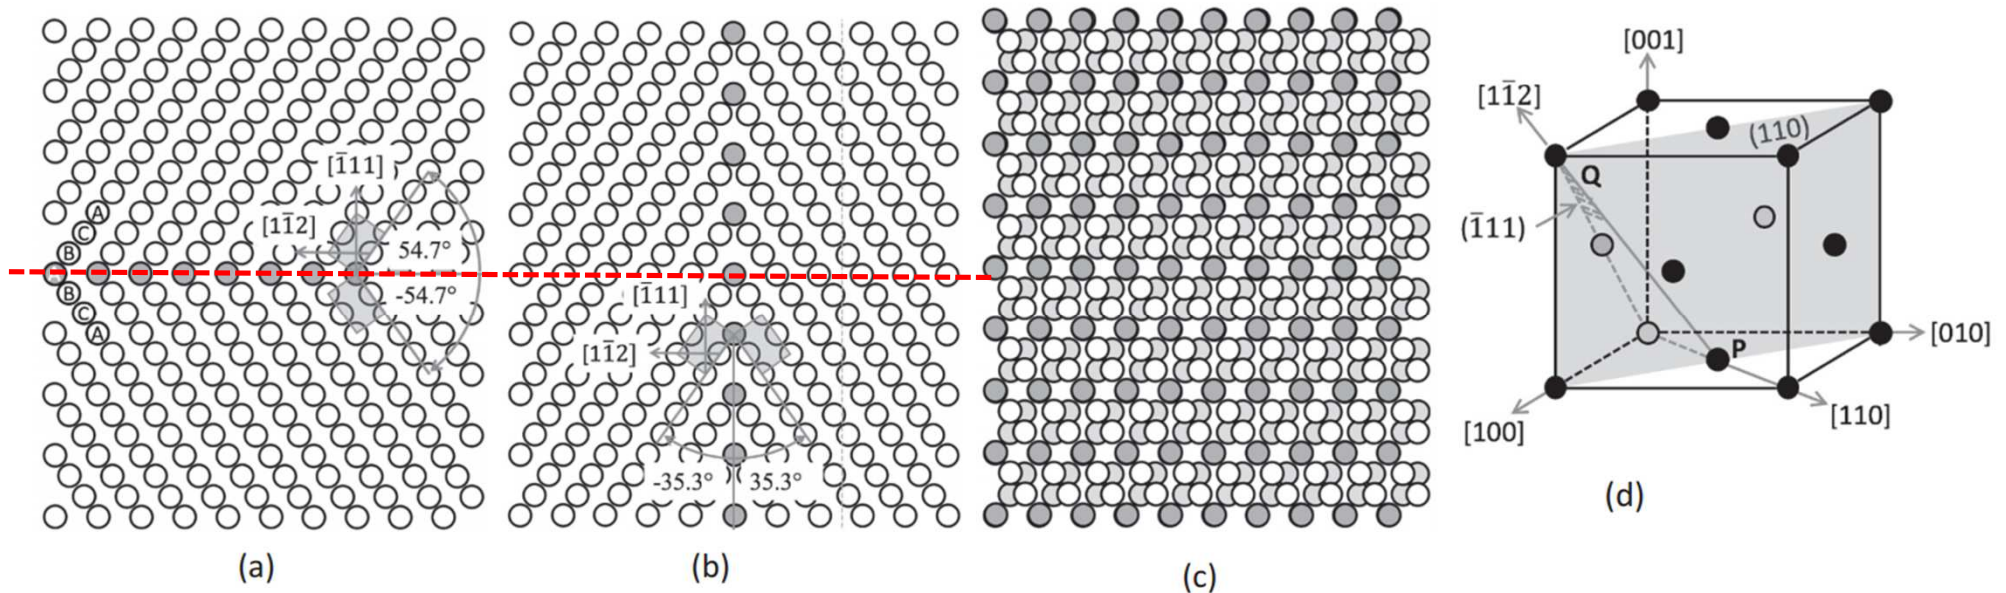 [1̅11]
[11̅2]
54.7°
-54.7°
A
C
B
A
B
C
A
(a)
[1̅11]
[11̅2]
-35.3°
35.3°
(b)
(c)
[001]
[11̅2]
(110)
Q
(1̅11)
P
[010]
[100]
[110]
(d)